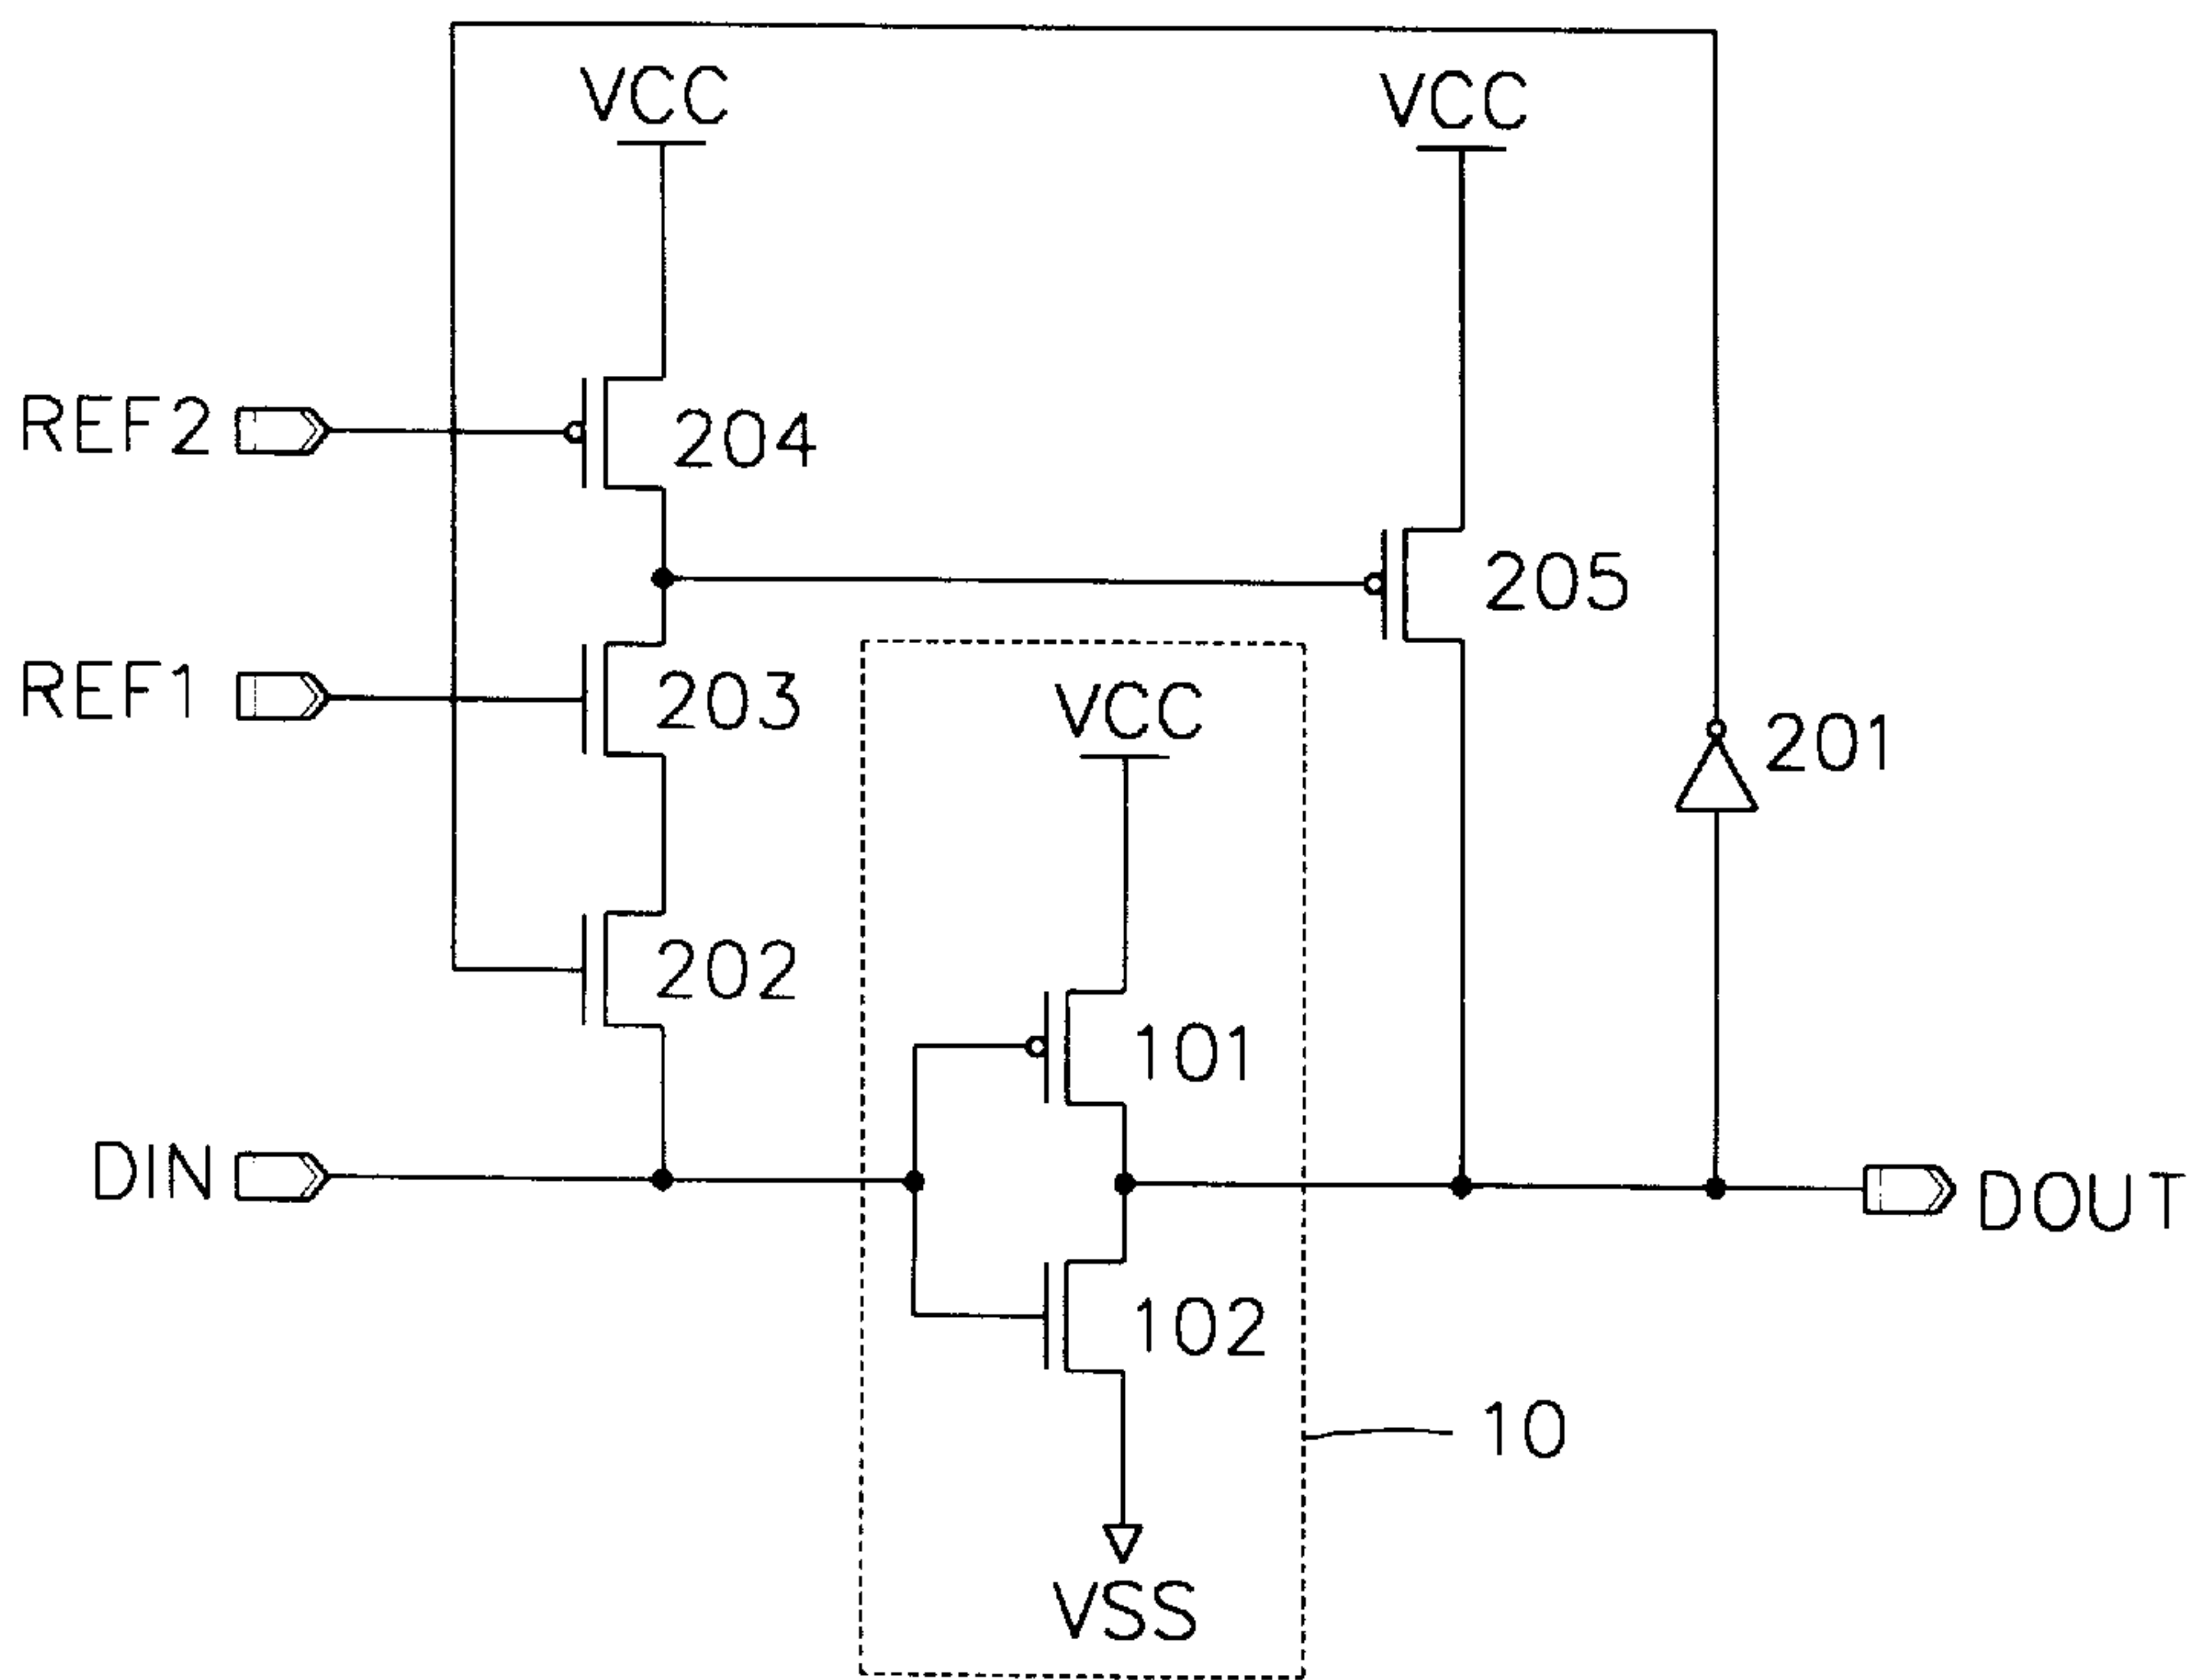 VCC
VCC
REF2
204
205
REF1
203
VCC
201
202
101
DIN
DOUT
102
10
VSS